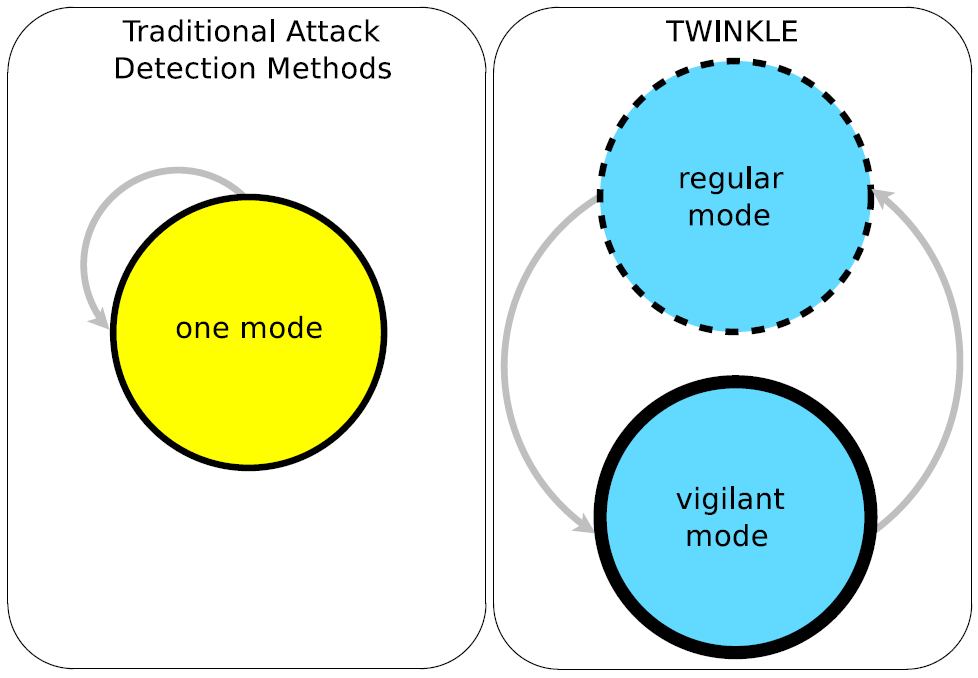 Traditional Attack
Detection Methods
one mode
TWINKLE
regular
mode
vigilant
mode